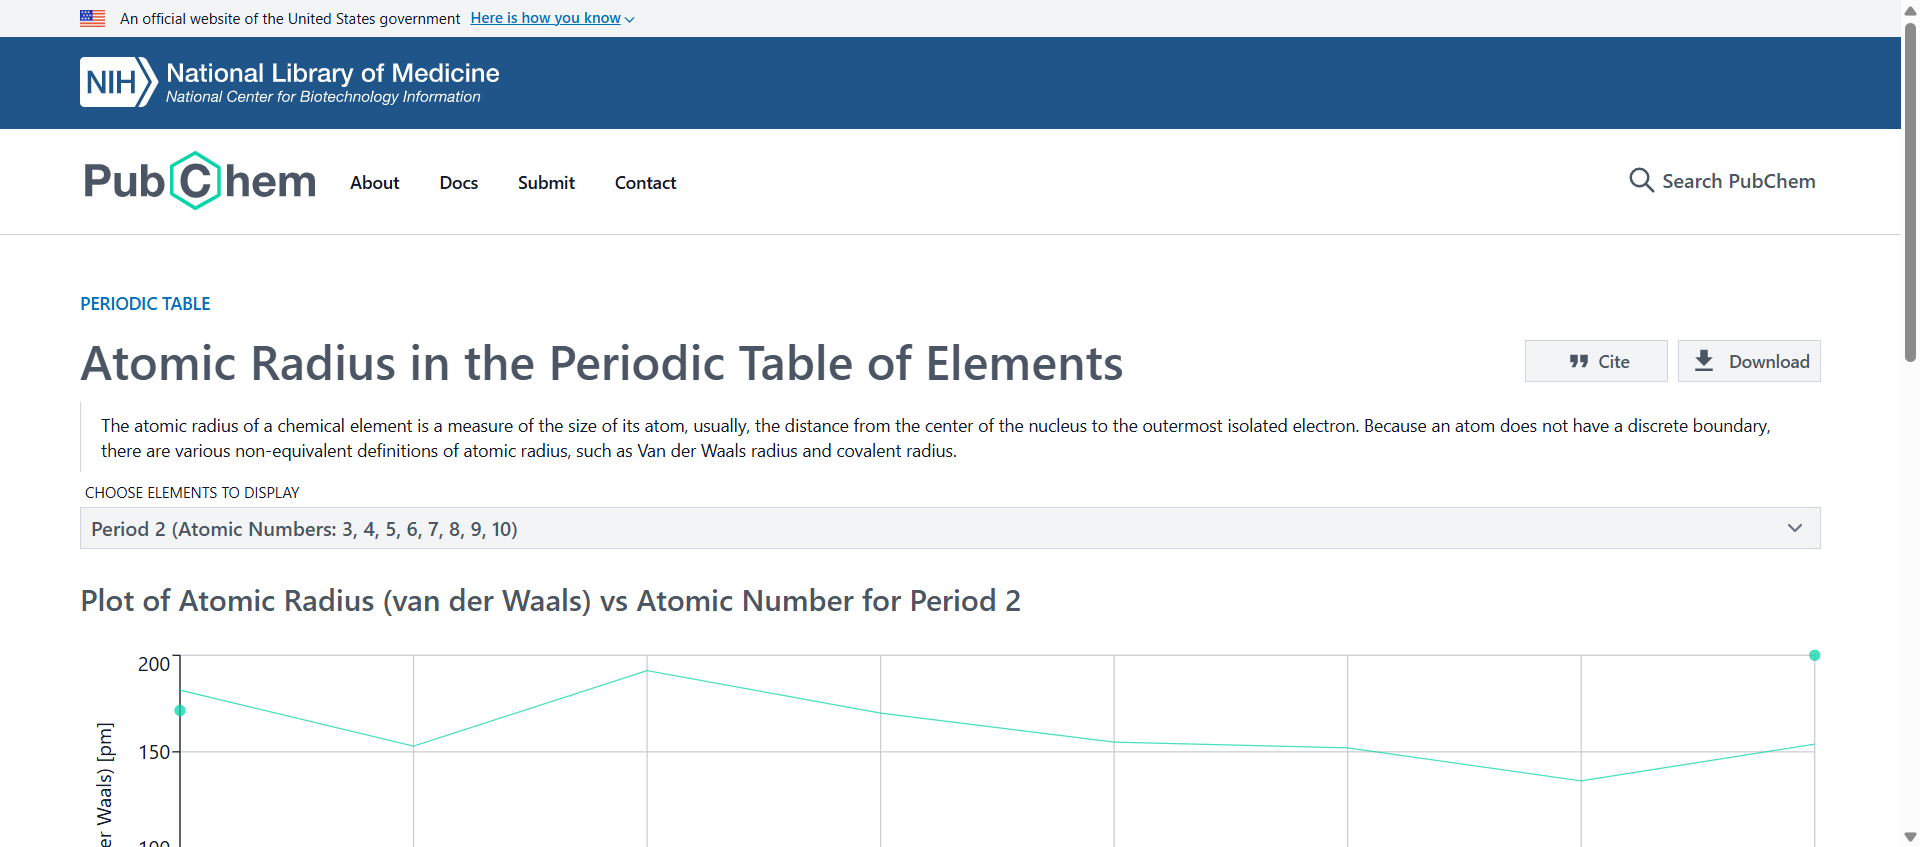 An official website of the United States government Here is how you know
NIH National Library of Medicine
National Center for Biotechnology Information
PubChem About Docs Submit Contact Search PubChem
PERIODIC TABLE
Atomic Radius in the Periodic Table of Elements
Cite Download
The atomic radius of a chemical element is a measure of the size of its atom, usually, the distance from the center of the nucleus to the outermost isolated electron. Because an atom does not have a discrete boundary,
there are various non-equivalent definitions of atomic radius, such as Van der Waals radius and covalent radius.
CHOOSE ELEMENTS TO DISPLAY
Period 2 (Atomic Numbers: 3, 4, 5, 6, 7, 8, 9, 10)
Plot of Atomic Radius (van der Waals) vs Atomic Number for Period 2
200
150
100
er Waals) [pm]